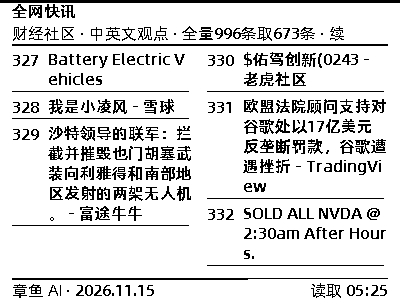 全网快讯
财经社区 · 中英文观点 · 全量996条取673条 · 续
327 Battery Electric V
ehicles
328 我是小凌风 - 雪球
329 沙特领导的联军：拦
截并摧毁也门胡塞武
装向利雅得和南部地
区发射的两架无人机
。 - 富途牛牛
330 $佑驾创新(0243 -
老虎社区
331 欧盟法院顾问支持对
谷歌处以17亿美元
反垄断罚款，谷歌遭
遇挫折 - TradingVi
ew
332 SOLD ALL NVDA @
2:30am After Hour
s.
章鱼 AI · 2026.11.15
读取 05:25